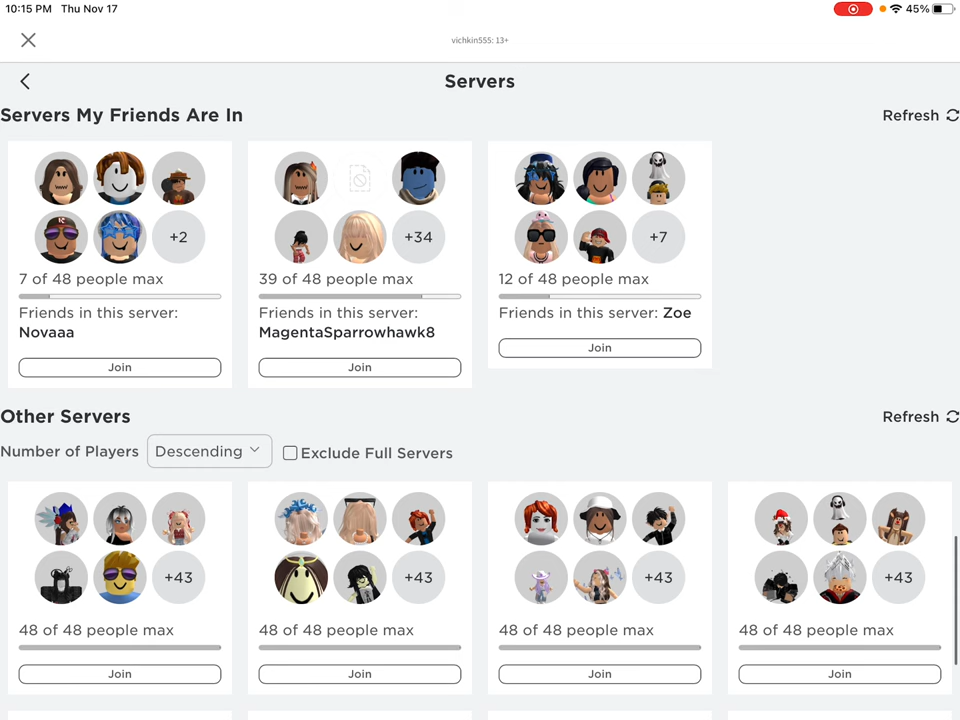 10:15 PM Thu Nov 17
45%
vichkin555: 13+
Servers
Servers My Friends Are In
Refresh
+2
7 of 48 people max
Friends in this server:
Novaaa
Join
+34
39 of 48 people max
Friends in this server:
MagentaSparrowhawk8
Join
+7
12 of 48 people max
Friends in this server: Zoe
Join
Other Servers
Refresh
Number of Players
Descending
Exclude Full Servers
+43
48 of 48 people max
Join
+43
48 of 48 people max
Join
+43
48 of 48 people max
Join
+43
48 of 48 people max
Join